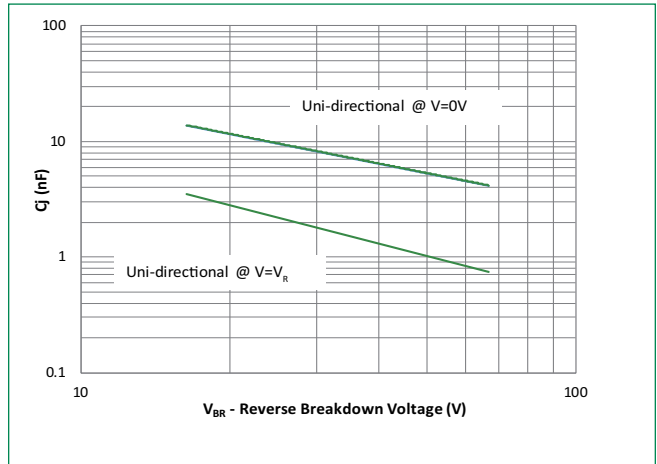 100
Uni-directional @ V=0V
10
Cj (nF)
1
Uni-directional @ V=VR
0.1
10
100
VBR - Reverse Breakdown Voltage (V)